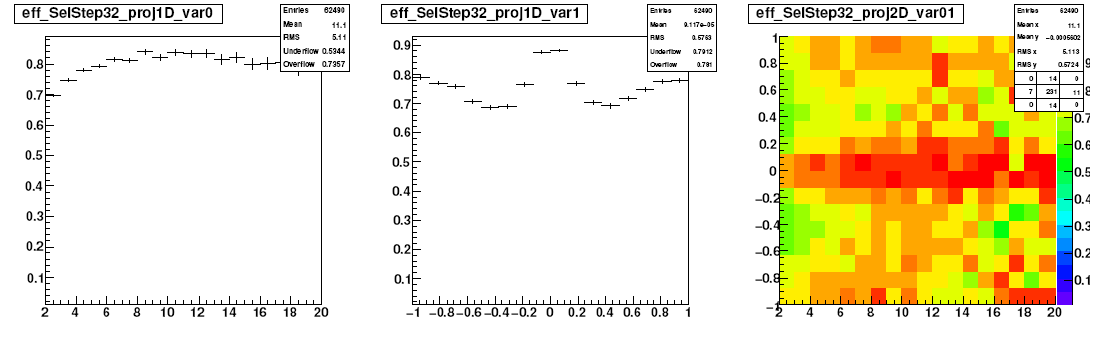 eff_SelStep32_proj1D_var0
Entries 62490
Mean 11.1
RMS 5.11
Underflow 0.5344
Overflow 0.7357
0.8
0.7
0.6
0.5
0.4
0.3
0.2
0.1
2 4 6 8 10 12 14 16 18 20
eff_SelStep32_proj1D_var1
Entries 62490
Mean 9.117e-05
RMS 0.5763
Underflow 0.7912
Overflow 0.791
0.9
0.8
0.7
0.6
0.5
0.4
0.3
0.2
0.1
-1 -0.8 -0.6 -0.4 -0.2 0 0.2 0.4 0.6 0.8 1
eff_SelStep32_proj2D_var01
Entries 62490
Mean x 11.1
Mean y -0.0005602
RMS x 5.113
RMS y 0.5724
0 14 0
7 231 11
0 14 0
1
0.8
0.6
0.4
0.2
0
-0.2
-0.4
-0.6
-0.8
-1
2 4 6 8 10 12 14 16 18 20
0.7
0.6
0.5
0.4
0.3
0.2
0.1